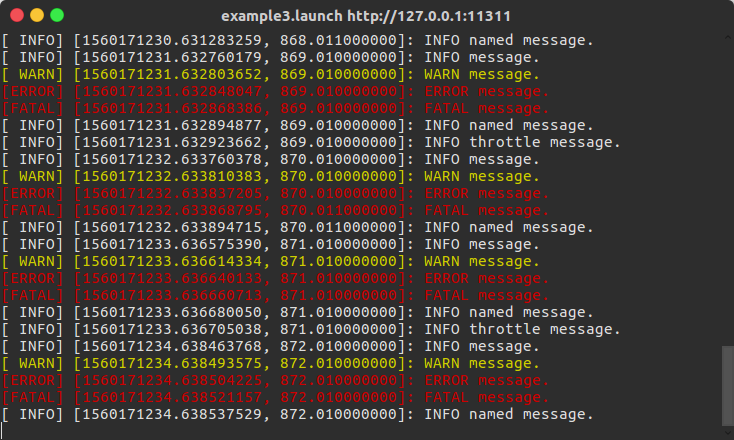 example3.launch http://127.0.0.1:11311
[ INFO] [1560171230.631283259, 868.011000000]: INFO named message.
[ INFO] [1560171231.632760179, 869.010000000]: INFO message.
[ WARN] [1560171231.632803652, 869.010000000]: WARN message.
[ERROR] [1560171231.632848047, 869.010000000]: ERROR message.
[FATAL] [1560171231.632868386, 869.010000000]: FATAL message.
[ INFO] [1560171231.632894877, 869.010000000]: INFO named message.
[ INFO] [1560171231.632923662, 869.010000000]: INFO throttle message.
[ INFO] [1560171232.633760378, 870.010000000]: INFO message.
[ WARN] [1560171232.633810383, 870.010000000]: WARN message.
[ERROR] [1560171232.633837205, 870.010000000]: ERROR message.
[FATAL] [1560171232.633868795, 870.011000000]: FATAL message.
[ INFO] [1560171232.633894715, 870.011000000]: INFO named message.
[ INFO] [1560171233.636575390, 871.010000000]: INFO message.
[ WARN] [1560171233.636614334, 871.010000000]: WARN message.
[ERROR] [1560171233.636640133, 871.010000000]: ERROR message.
[FATAL] [1560171233.636660713, 871.010000000]: FATAL message.
[ INFO] [1560171233.636680050, 871.010000000]: INFO named message.
[ INFO] [1560171233.636705038, 871.010000000]: INFO throttle message.
[ INFO] [1560171234.638463768, 872.010000000]: INFO message.
[ WARN] [1560171234.638493575, 872.010000000]: WARN message.
[ERROR] [1560171234.638504225, 872.010000000]: ERROR message.
[FATAL] [1560171234.638521157, 872.010000000]: FATAL message.
[ INFO] [1560171234.638537529, 872.010000000]: INFO named message.